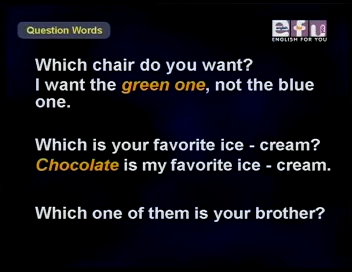 Question Words
efu
ENGLISH FOR YOU
Which chair do you want?
I want the green one, not the blue
one.
Which is your favorite ice - cream?
Chocolate is my favorite ice - cream.
Which one of them is your brother?